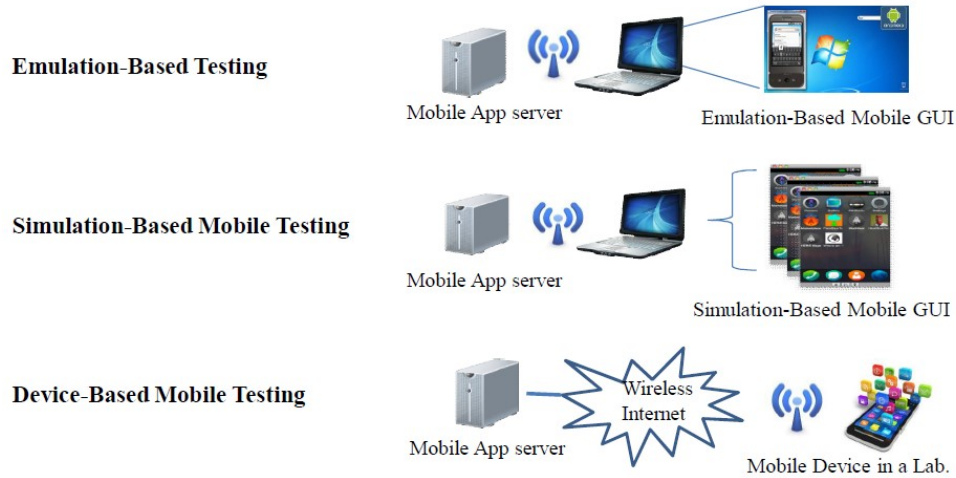 Emulation-Based Testing
Mobile App server
Emulation-Based Mobile GUI
Simulation-Based Mobile Testing
Mobile App server
Simulation-Based Mobile GUI
Device-Based Mobile Testing
Wireless
Internet
Mobile App server
Mobile Device in a Lab.